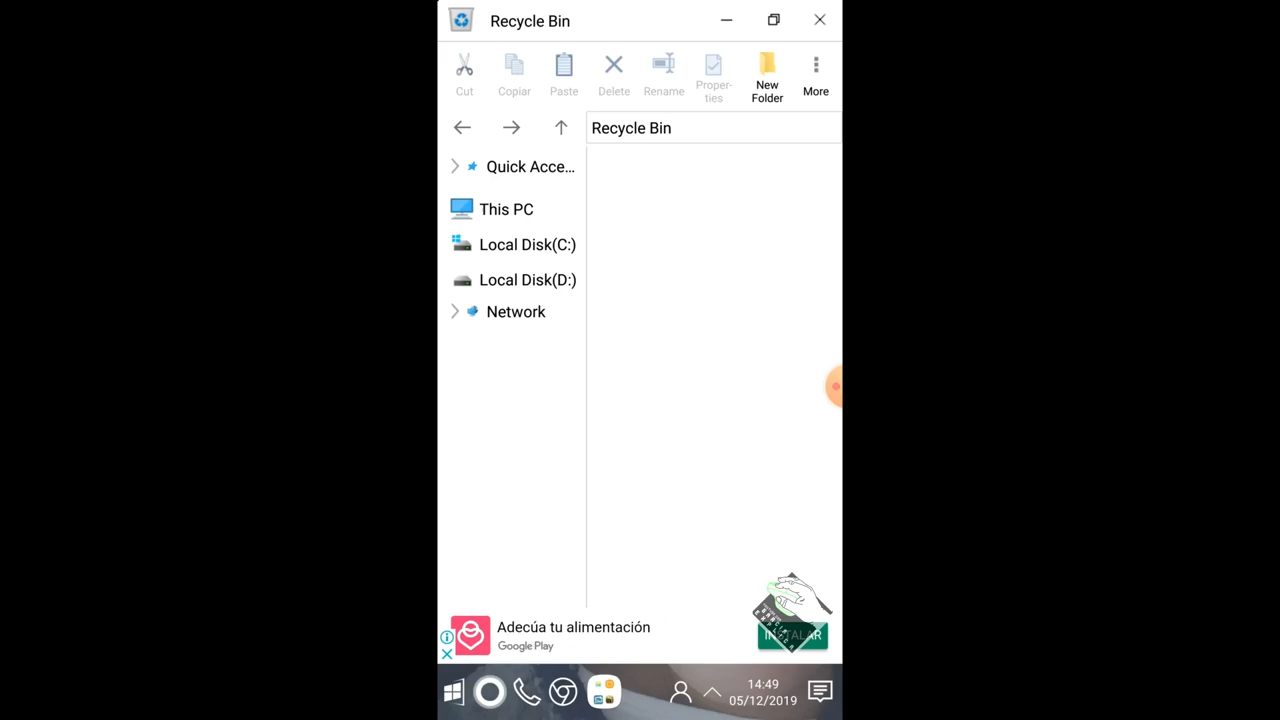 Recycle Bin
Cut
Copiar
Paste
Delete
Rename
Proper-
ties
New
Folder
More
Recycle Bin
Quick Acce...
This PC
Local Disk(C:)
Local Disk(D:)
Network
Adecúa tu alimentación
Google Play
INSTALAR
14:49
05/12/2019